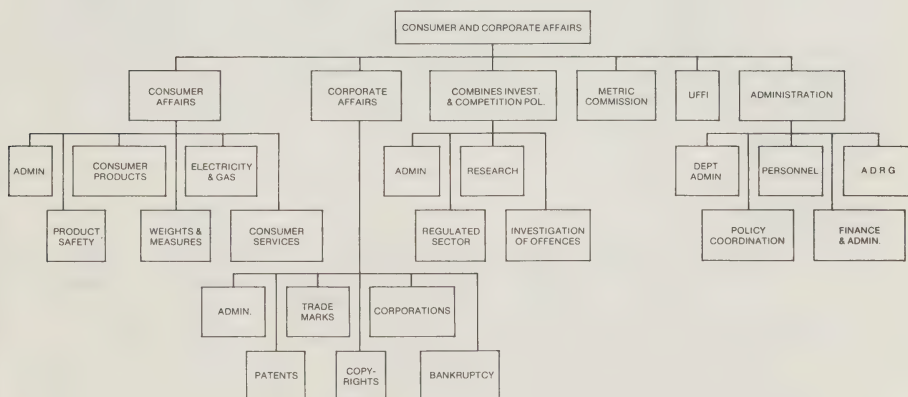 CONSUMER AND CORPORATE AFFAIRS
CONSUMER
AFFAIRS
CORPORATE
AFFAIRS
COMBINES INVEST.
& COMPETITION POL.
METRIC
COMMISSION
UFFI
ADMINISTRATION
ADMIN
CONSUMER
PRODUCTS
ELECTRICITY
& GAS
PRODUCT
SAFETY
WEIGHTS &
MEASURES
CONSUMER
SERVICES
ADMIN
RESEARCH
REGULATED
SECTOR
INVESTIGATION
OF OFFENCES
DEPT
ADMIN
PERSONNEL
A D R G
POLICY
COORDINATION
FINANCE
& ADMIN.
ADMIN.
TRADE
MARKS
CORPORATIONS
PATENTS
COPY-
RIGHTS
BANKRUPTCY